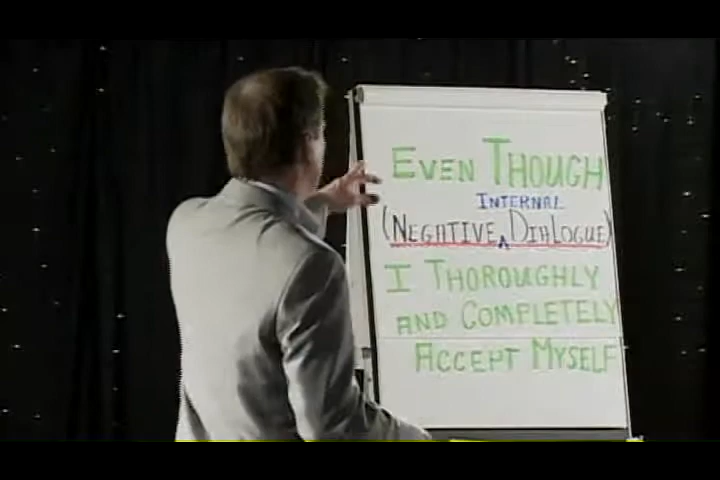 EVEN THOUGH
INTERNAL
(NEGATIVE ^ DIALOGUE)
I THOROUGHLY
AND COMPLETELY
ACCEPT MYSELF